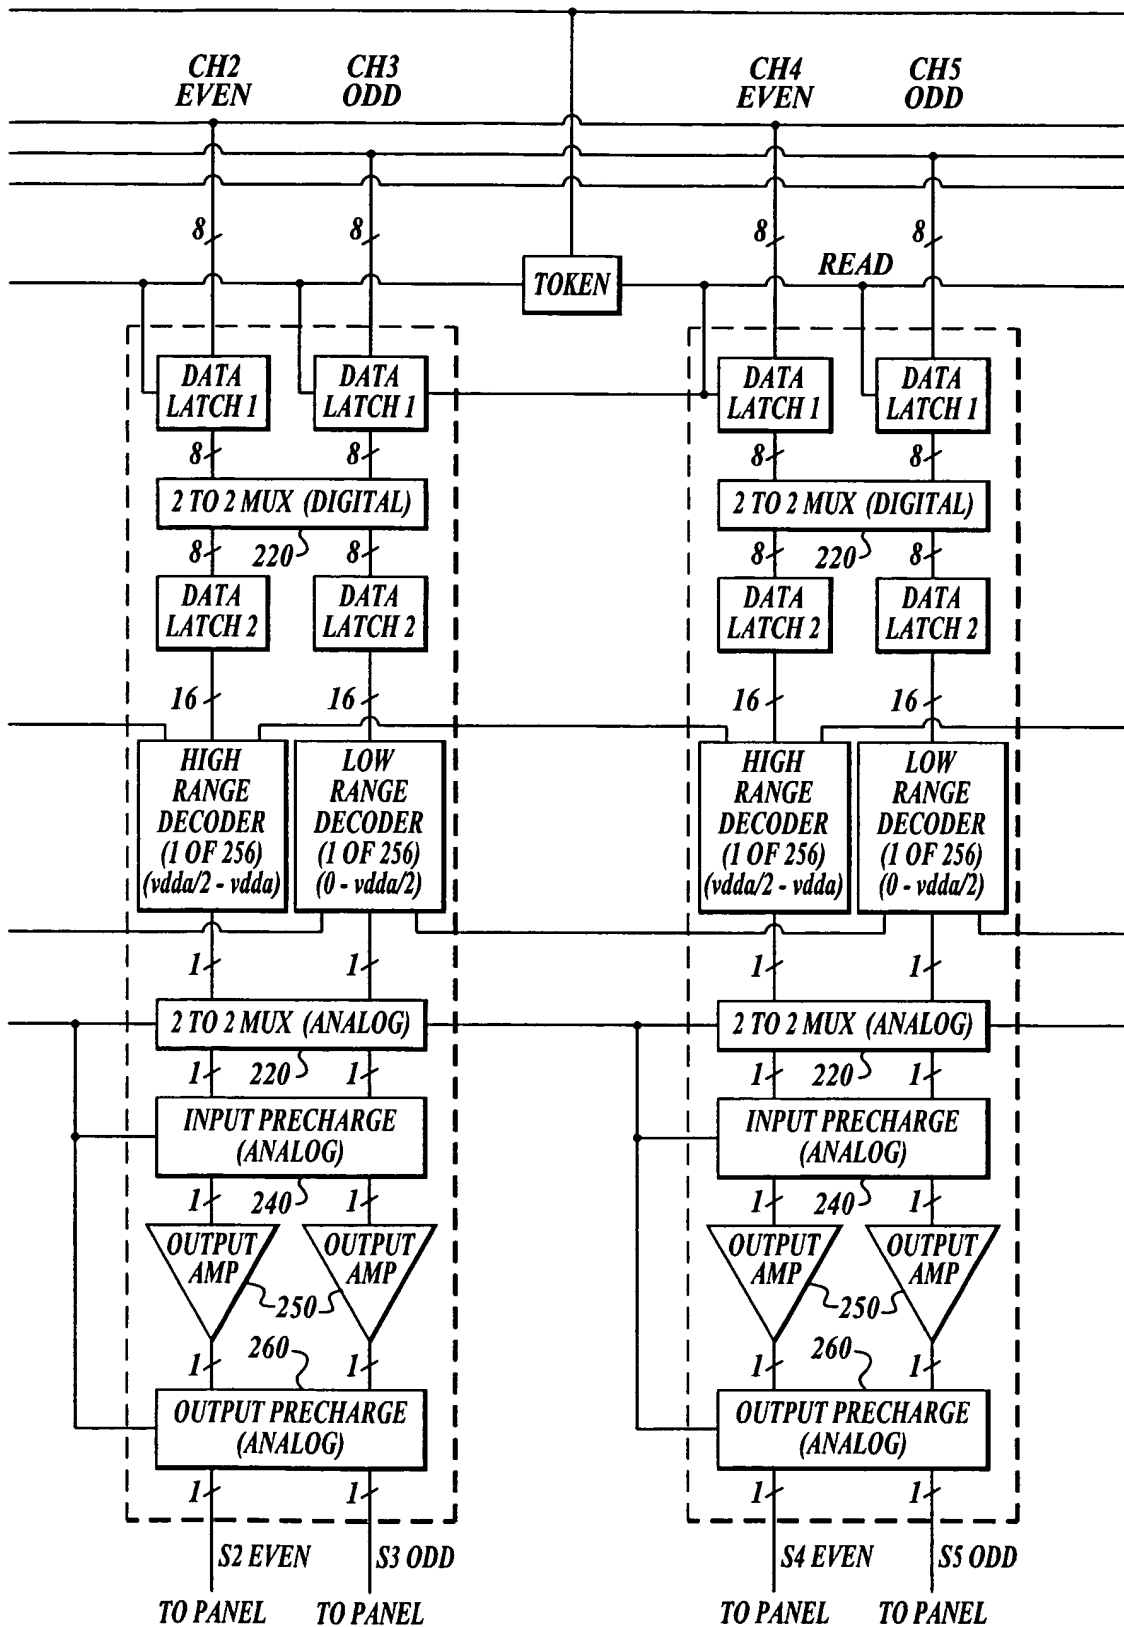 CH2
EVEN
CH3
ODD
CH4
EVEN
CH5
ODD
8
8
8
8
TOKEN
READ
DATA
LATCH 1
DATA
LATCH 1
DATA
LATCH 1
DATA
LATCH 1
8
8
8
8
2 TO 2 MUX (DIGITAL)
2 TO 2 MUX (DIGITAL)
8
220
8
8
220
8
DATA
LATCH 2
DATA
LATCH 2
DATA
LATCH 2
DATA
LATCH 2
16
16
16
16
HIGH
RANGE
DECODER
(1 OF 256)
(vdda/2 - vdda)
LOW
RANGE
DECODER
(1 OF 256)
(0 - vdda/2)
HIGH
RANGE
DECODER
(1 OF 256)
(vdda/2 - vdda)
LOW
RANGE
DECODER
(1 OF 256)
(0 - vdda/2)
1
1
1
1
2 TO 2 MUX (ANALOG)
2 TO 2 MUX (ANALOG)
1
220
1
1
220
1
INPUT PRECHARGE
(ANALOG)
INPUT PRECHARGE
(ANALOG)
1
240
1
1
240
1
OUTPUT
AMP
OUTPUT
AMP
OUTPUT
AMP
OUTPUT
AMP
250
250
1
260
1
1
260
1
OUTPUT PRECHARGE
(ANALOG)
OUTPUT PRECHARGE
(ANALOG)
1
1
1
1
S2 EVEN
S3 ODD
S4 EVEN
S5 ODD
TO PANEL
TO PANEL
TO PANEL
TO PANEL